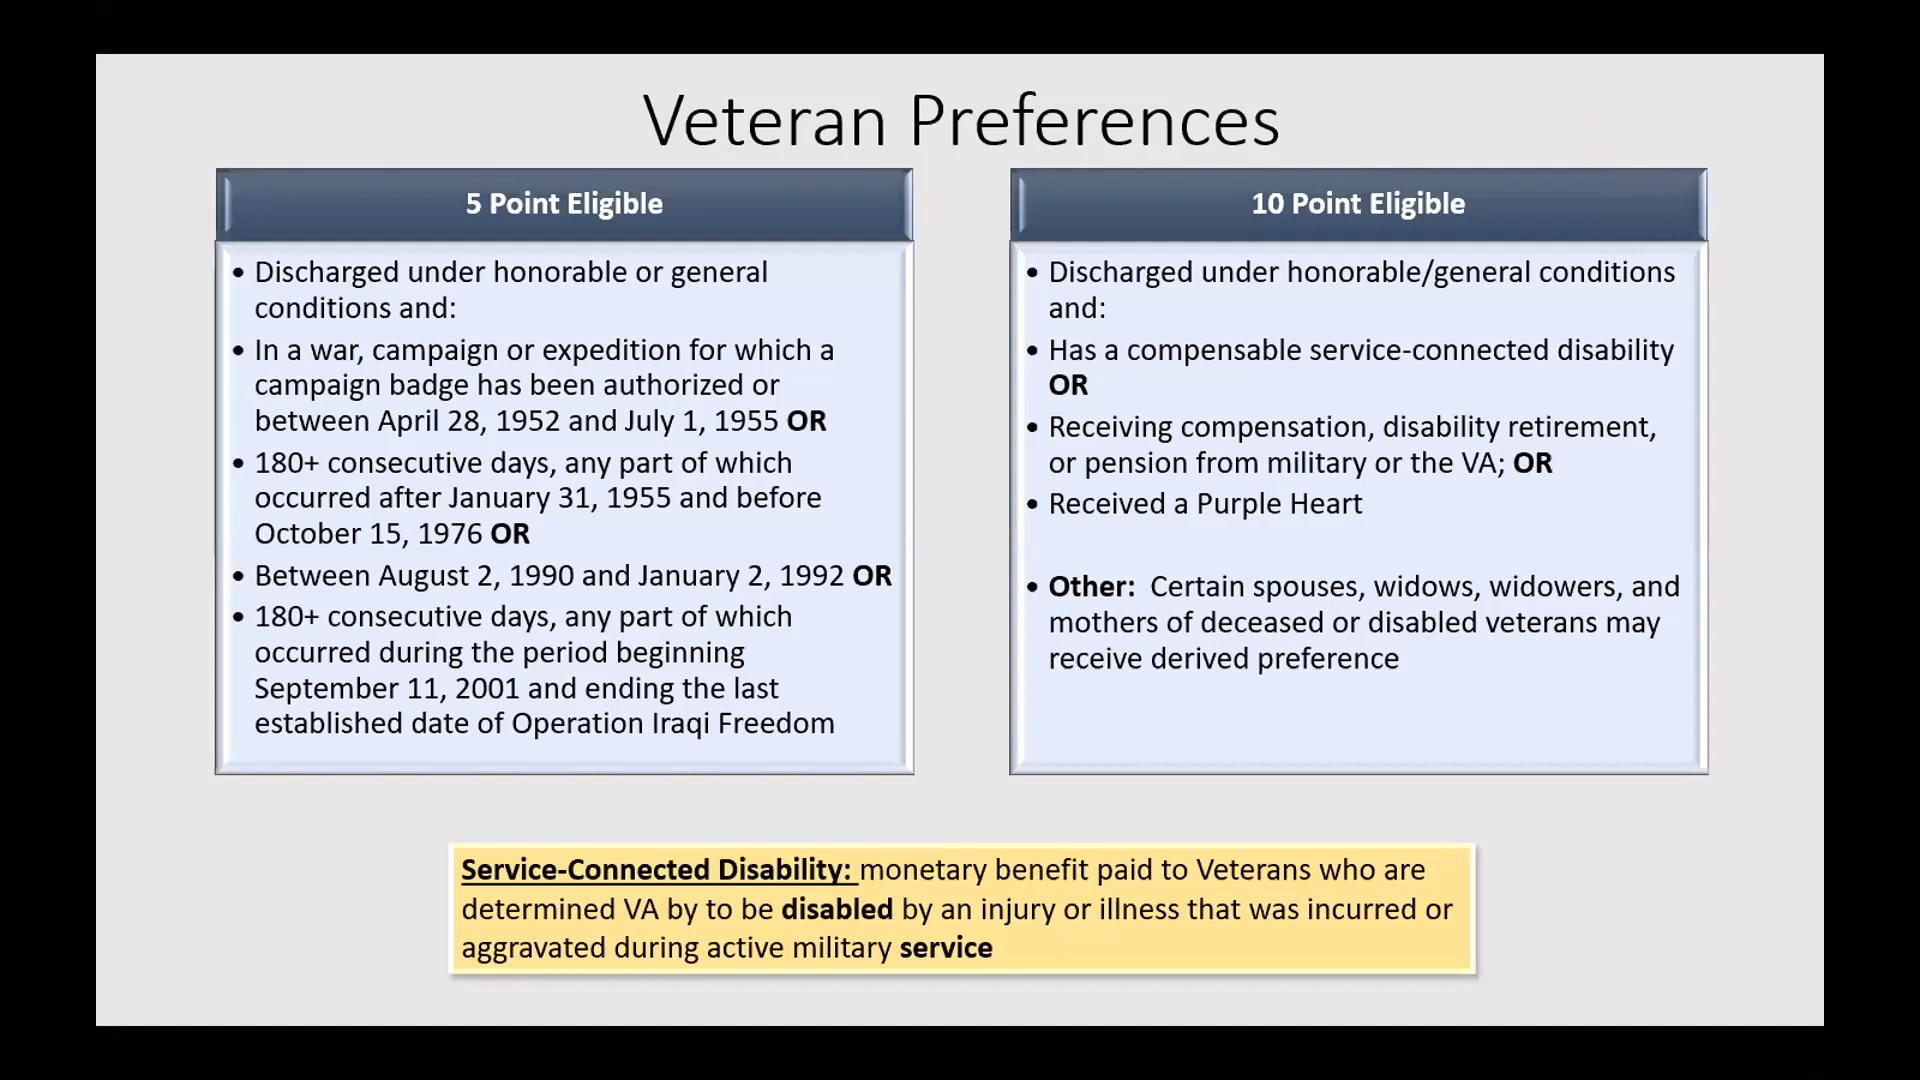 Veteran Preferences
5 Point Eligible
• Discharged under honorable or general
conditions and:
• In a war, campaign or expedition for which a
campaign badge has been authorized or
between April 28, 1952 and July 1, 1955 OR
• 180+ consecutive days, any part of which
occurred after January 31, 1955 and before
October 15, 1976 OR
• Between August 2, 1990 and January 2, 1992 OR
• 180+ consecutive days, any part of which
occurred during the period beginning
September 11, 2001 and ending the last
established date of Operation Iraqi Freedom
10 Point Eligible
• Discharged under honorable/general conditions
and:
• Has a compensable service-connected disability
OR
• Receiving compensation, disability retirement,
or pension from military or the VA; OR
• Received a Purple Heart
• Other: Certain spouses, widows, widowers, and
mothers of deceased or disabled veterans may
receive derived preference
Service-Connected Disability: monetary benefit paid to Veterans who are
determined VA by to be disabled by an injury or illness that was incurred or
aggravated during active military service